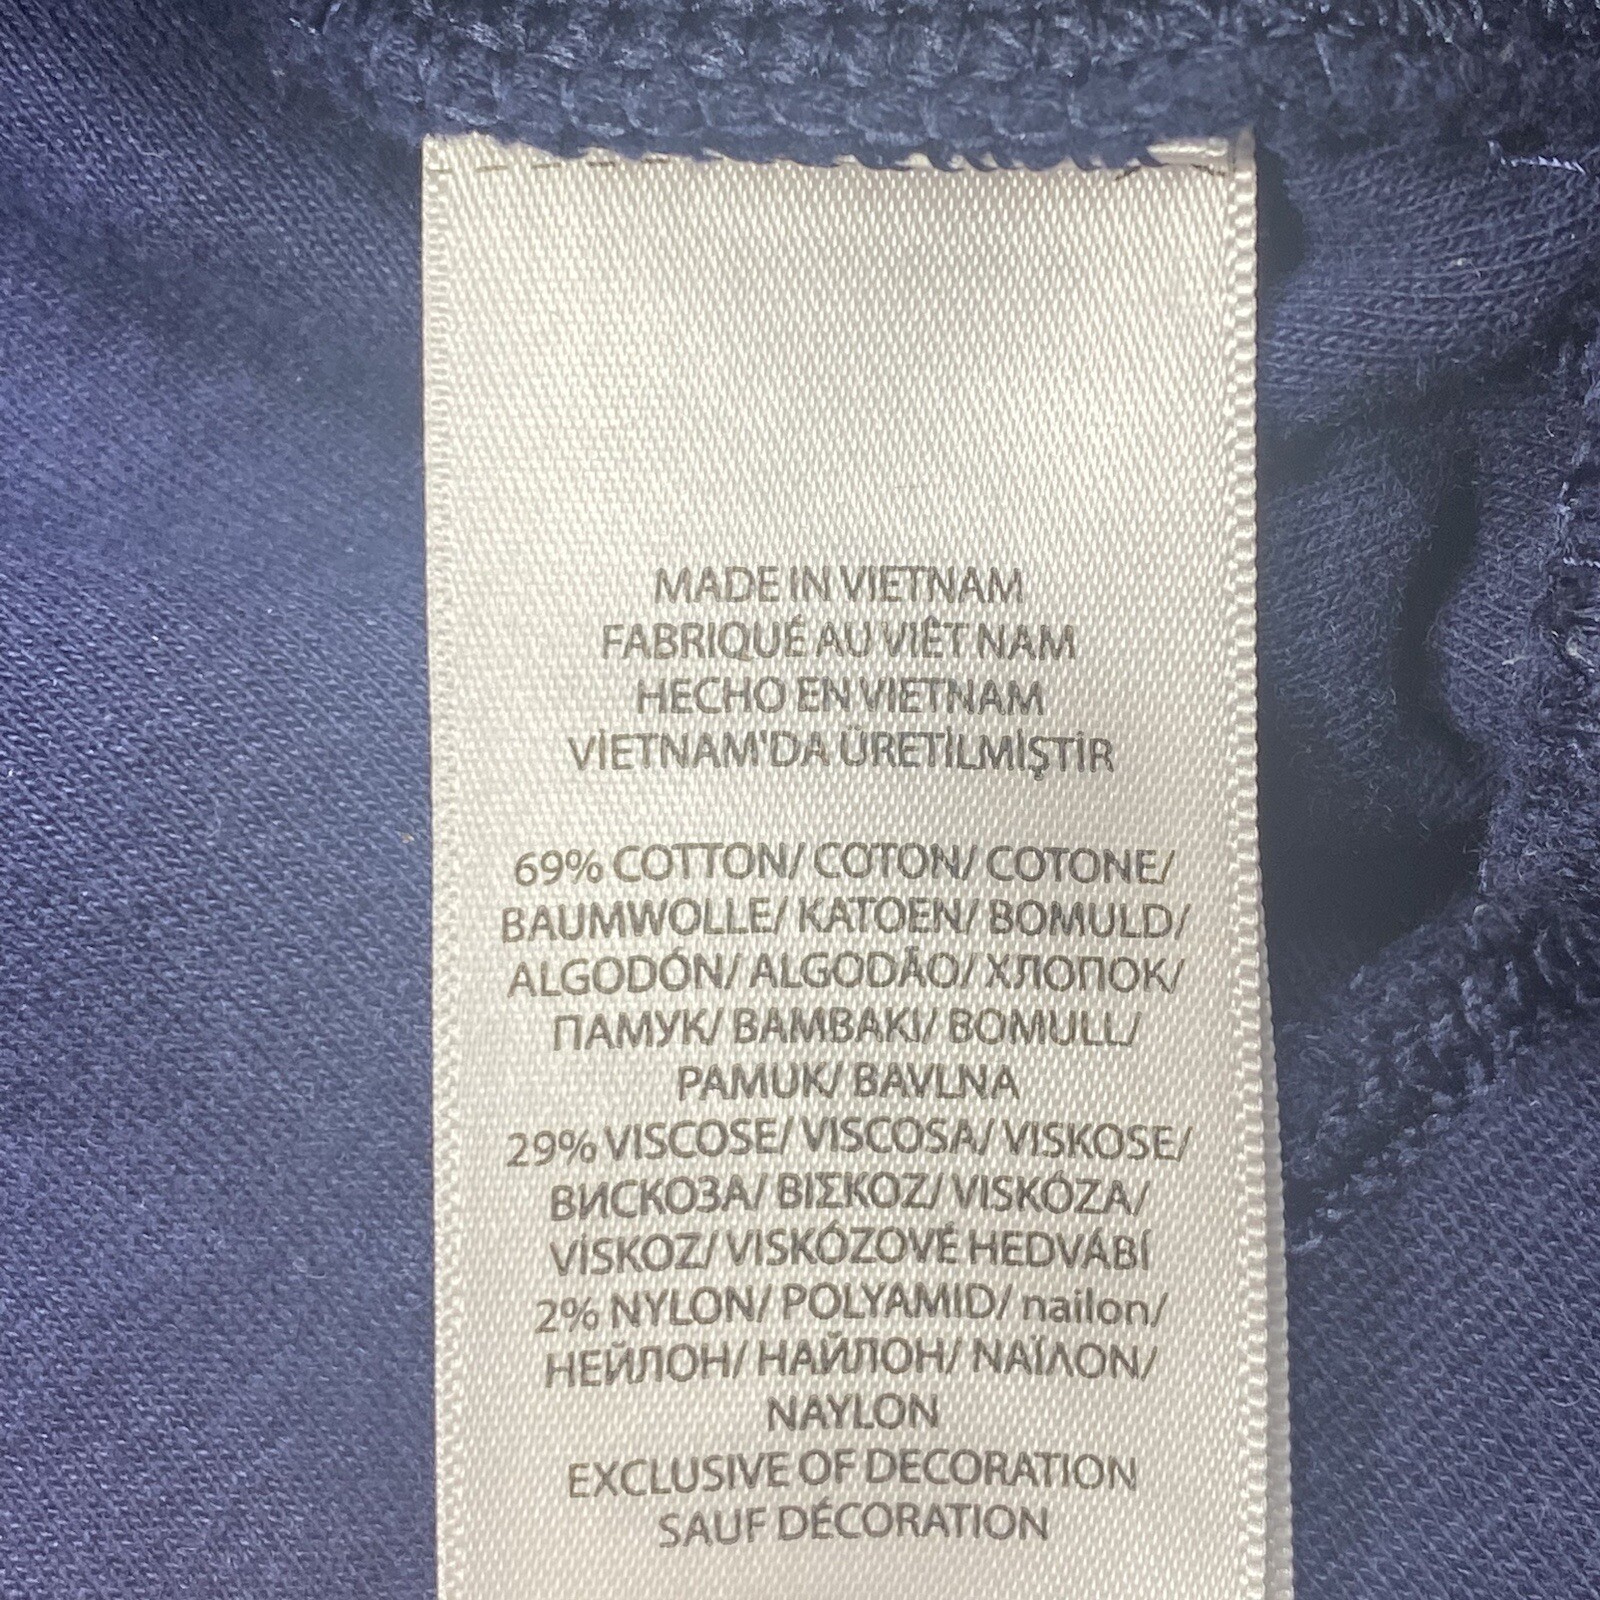 MADE IN VIETNAM
FABRIQUÉ AU VIÊT NAM
HECHO EN VIETNAM
VİETNAM'DA ÜRETİLMİŞTİR
69% COTTON/ COTON/ COTONE/
BAUMWOLLE/ KATOEN/ BOMULD/
ALGODÓN/ ALGODÃO/ ХЛОПОК/
ПАМУК/ BAMBAKI/ BOMULL/
PAMUK/ BAVLNA
29% VISCOSE/ VISCOSA/ VISKOSE/
ВИСКОЗА/ ΒΙΣΚΟΖ/ VISKÓZA/
VİSKOZ/ VISKÓZOVÉ HEDVÁBÍ
2% NYLON/ POLYAMID/ nailon/
НЕЙЛОН/ НАЙЛОН/ ΝΑΪΛΟΝ/
NAYLON
EXCLUSIVE OF DECORATION
SAUF DÉCORATION